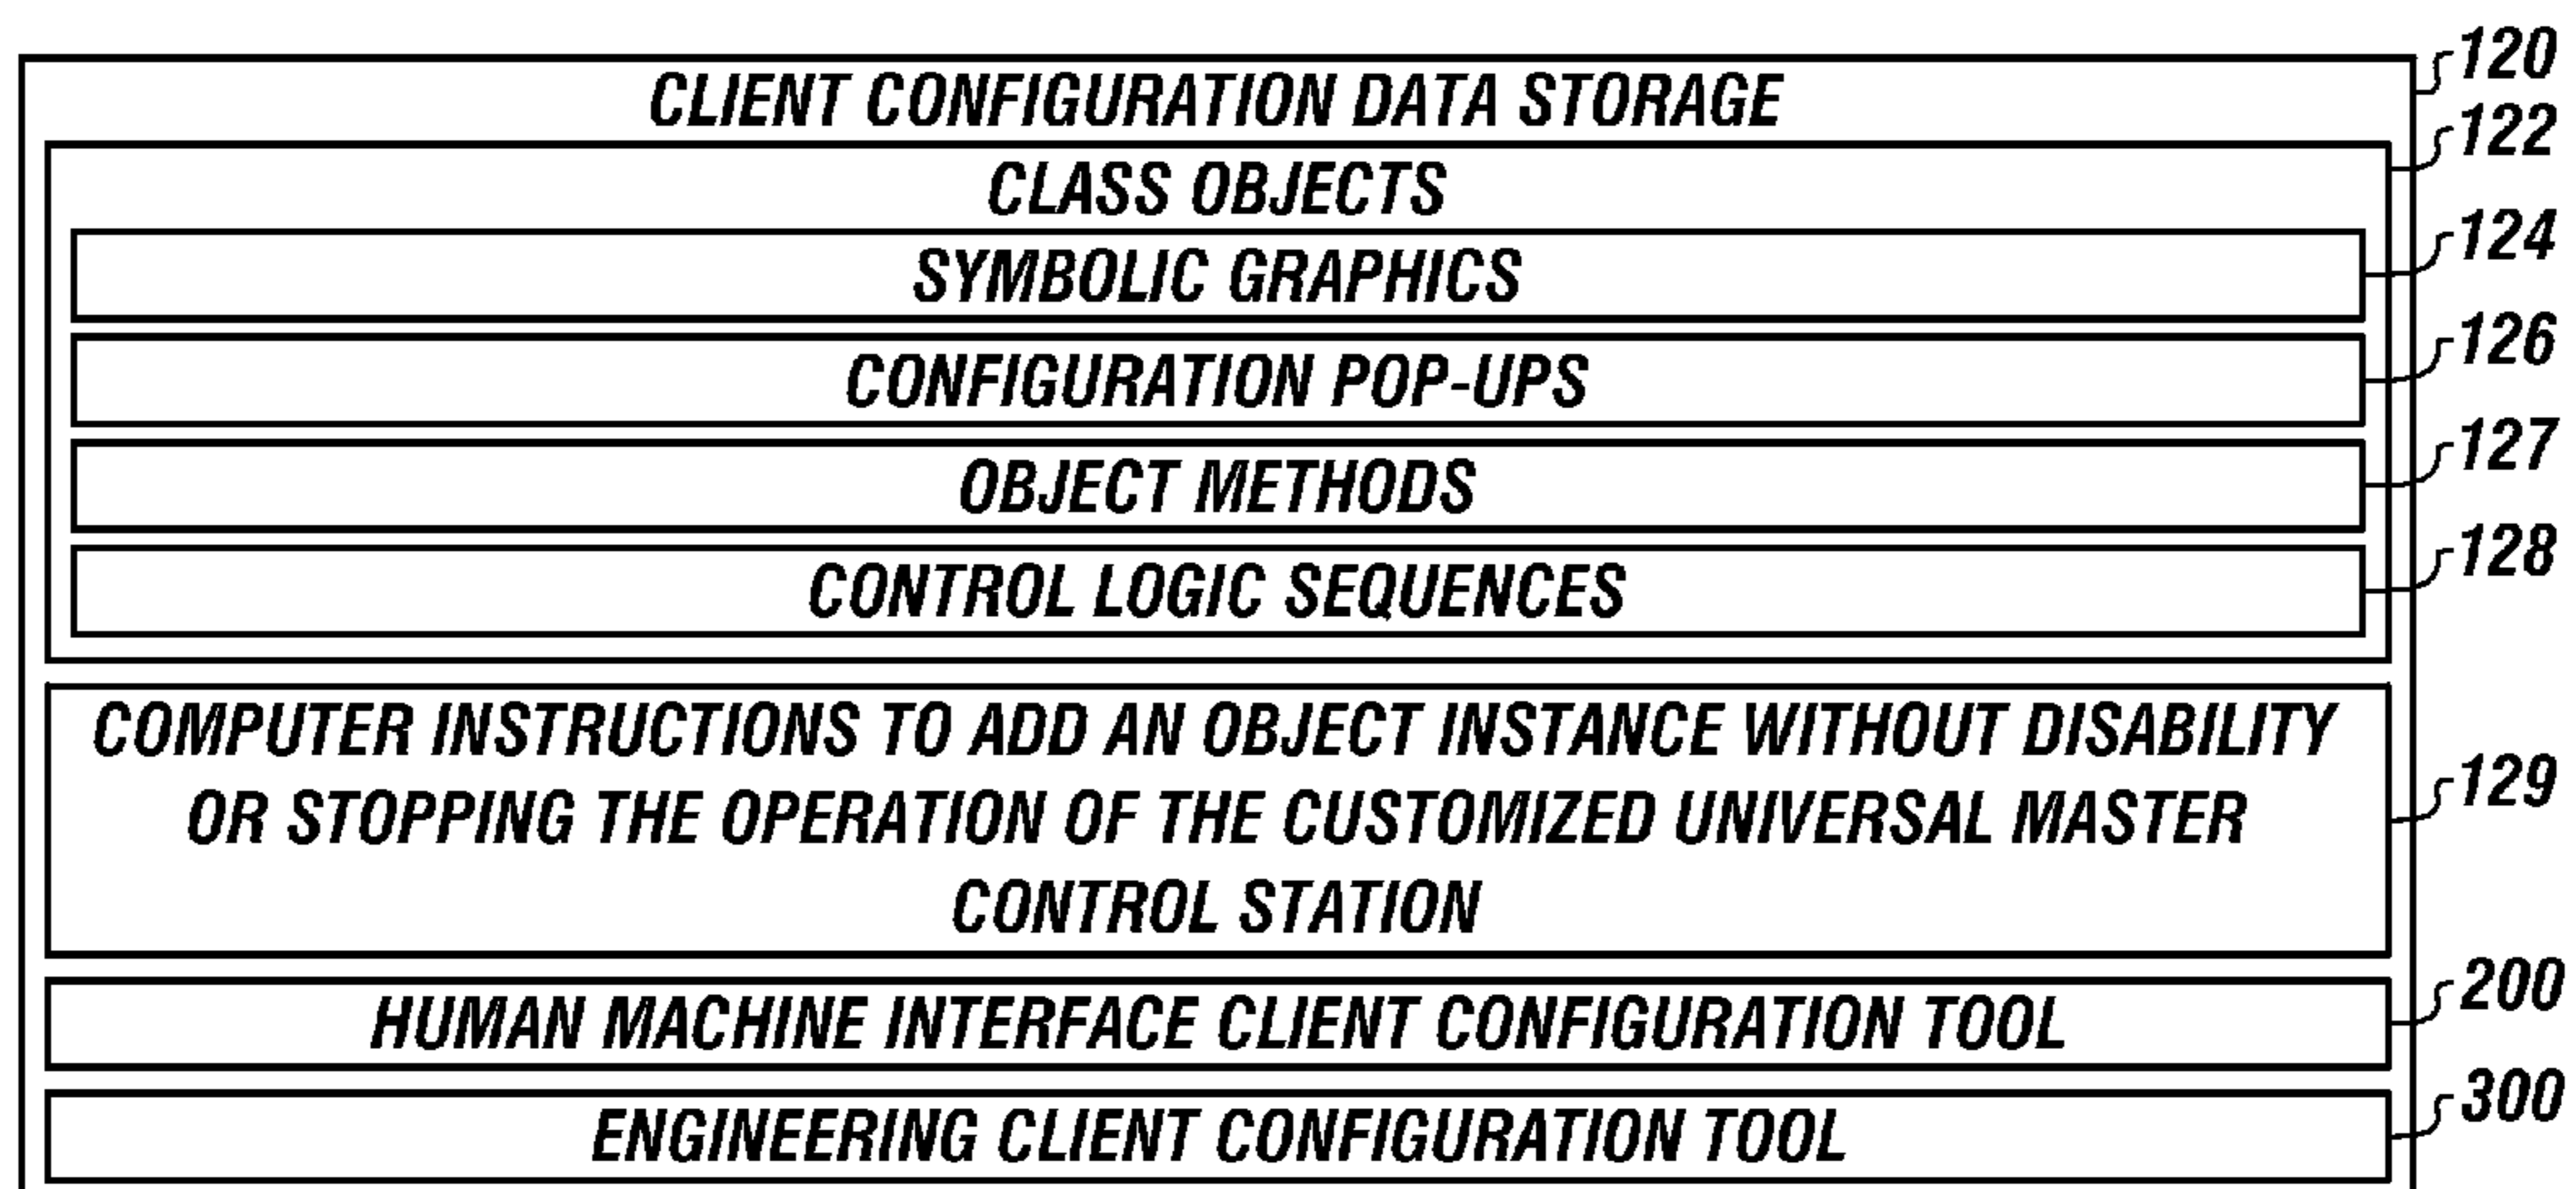 CLIENT CONFIGURATION DATA STORAGE
120
CLASS OBJECTS
122
SYMBOLIC GRAPHICS
124
CONFIGURATION POP-UPS
126
OBJECT METHODS
127
CONTROL LOGIC SEQUENCES
128
COMPUTER INSTRUCTIONS TO ADD AN OBJECT INSTANCE WITHOUT DISABILITY
OR STOPPING THE OPERATION OF THE CUSTOMIZED UNIVERSAL MASTER
CONTROL STATION
129
HUMAN MACHINE INTERFACE CLIENT CONFIGURATION TOOL
200
ENGINEERING CLIENT CONFIGURATION TOOL
300